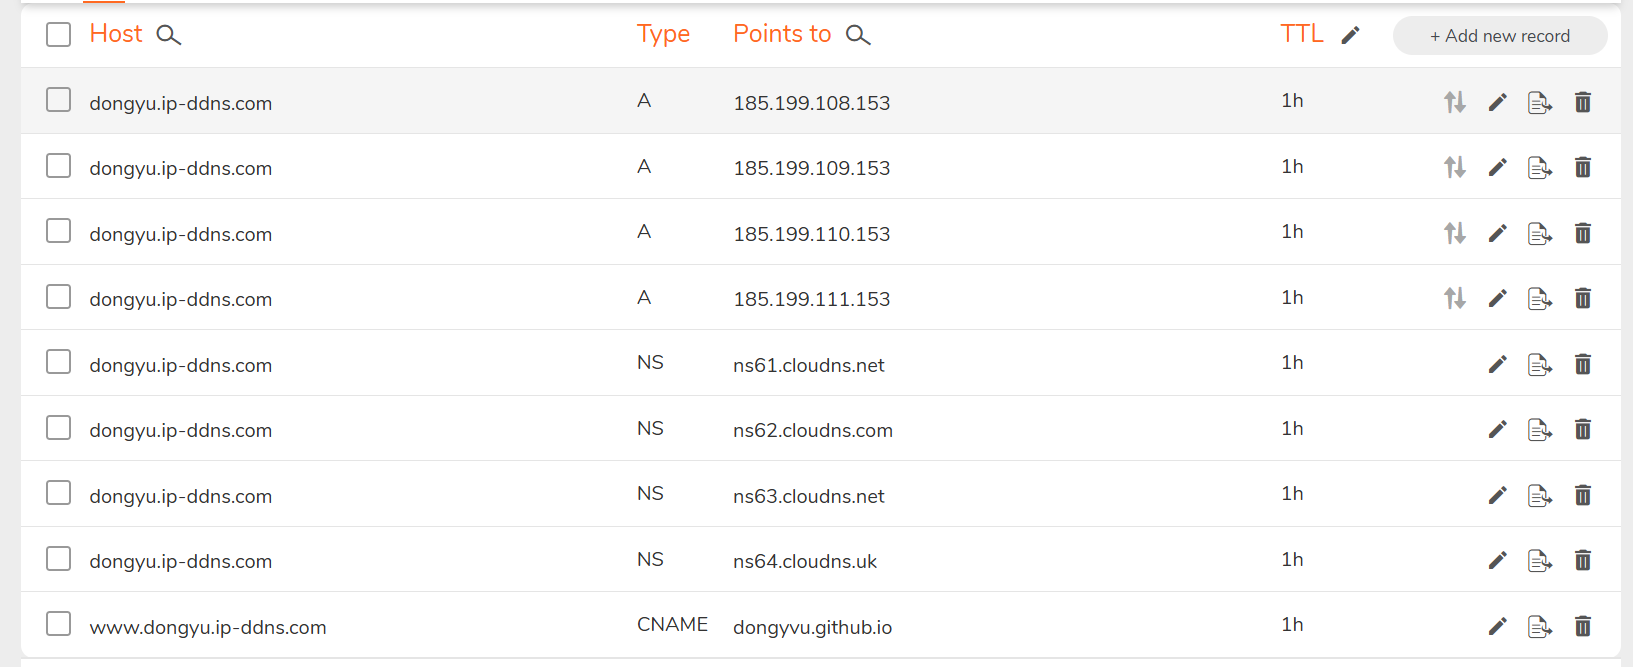 Host Type Points to TTL + Add new record
dongyu.ip-ddns.com A 185.199.108.153 1h
dongyu.ip-ddns.com A 185.199.109.153 1h
dongyu.ip-ddns.com A 185.199.110.153 1h
dongyu.ip-ddns.com A 185.199.111.153 1h
dongyu.ip-ddns.com NS ns61.cloudns.net 1h
dongyu.ip-ddns.com NS ns62.cloudns.com 1h
dongyu.ip-ddns.com NS ns63.cloudns.net 1h
dongyu.ip-ddns.com NS ns64.cloudns.uk 1h
www.dongyu.ip-ddns.com CNAME dongyvu.github.io 1h